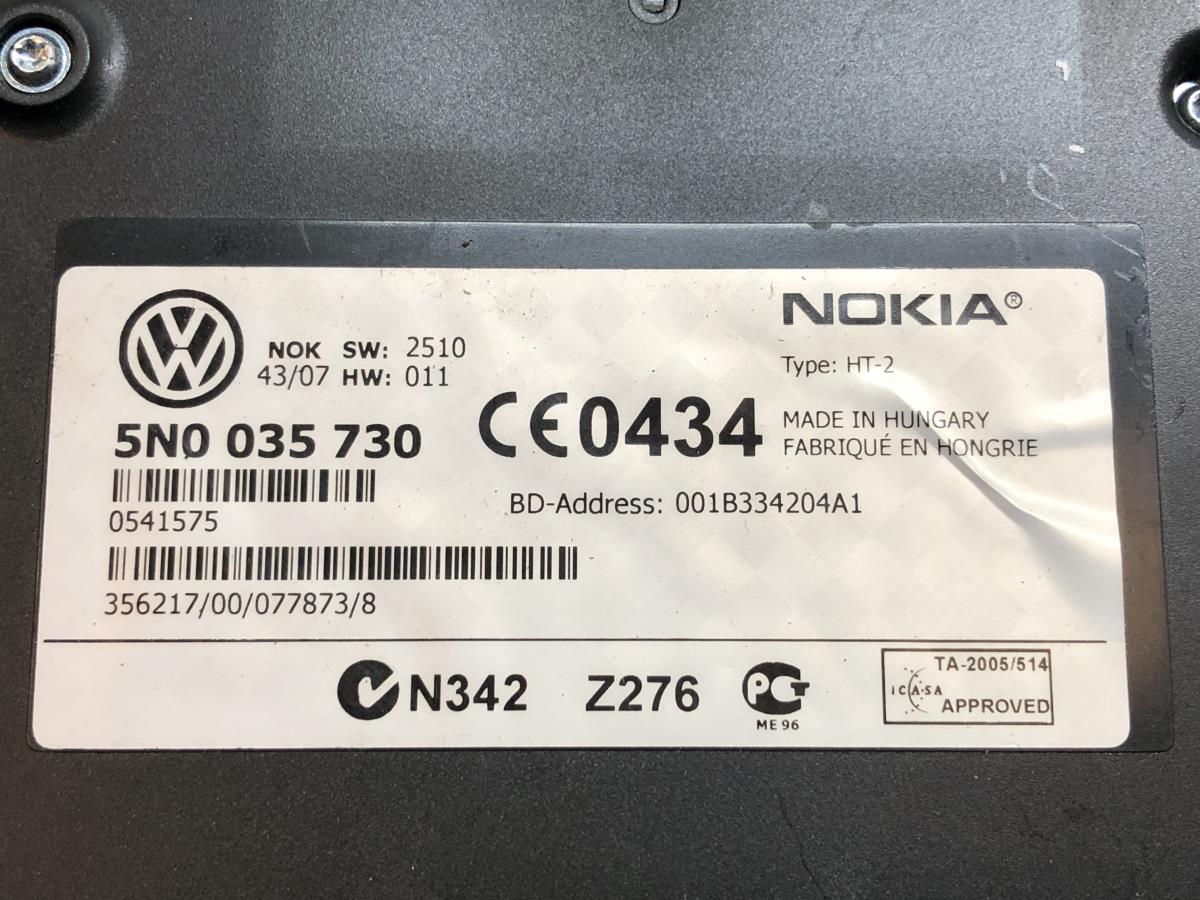 NOKIA®
NOK SW: 2510
43/07 HW: 011
Type: HT-2
5N0 035 730
CE0434
MADE IN HUNGARY
FABRIQUÉ EN HONGRIE
0541575
BD-Address: 001B334204A1
356217/00/077873/8
N342
Z276
PCT
ME 96
TA-2005/514
ICASA
APPROVED